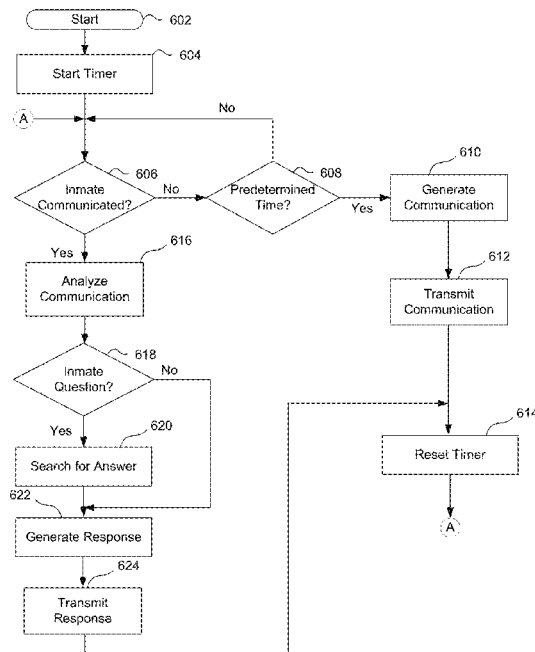 Start
602
604
Start Timer
A
No
606
Inmate
Communicated?
No
608
Predetermined
Time?
Yes
610
Generate
Communication
616
Yes
Analyze
Communication
612
Transmit
Communication
618
Inmate
Question?
No
Yes
620
Search for Answer
614
Reset Timer
622
Generate Response
A
624
Transmit
Response